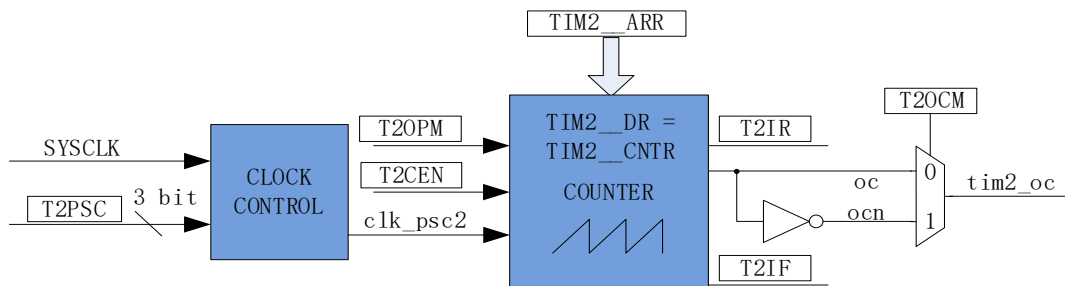 TIM2__ARR
T2OCM
T2OPM
TIM2__DR =
TIM2__CNTR
T2IR
SYSCLK
CLOCK
CONTROL
T2CEN
COUNTER
oc
0
tim2_oc
T2PSC
3 bit
clk_psc2
ocn
1
T2IF